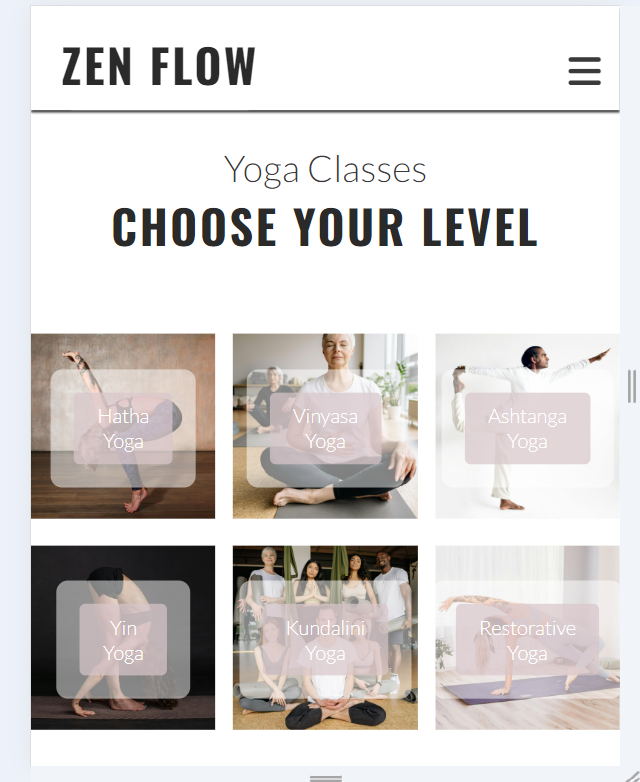 ZEN FLOW
Yoga Classes
CHOOSE YOUR LEVEL
Hatha
Yoga
Vinyasa
Yoga
Ashtanga
Yoga
Yin
Yoga
Kundalini
Yoga
Restorative
Yoga